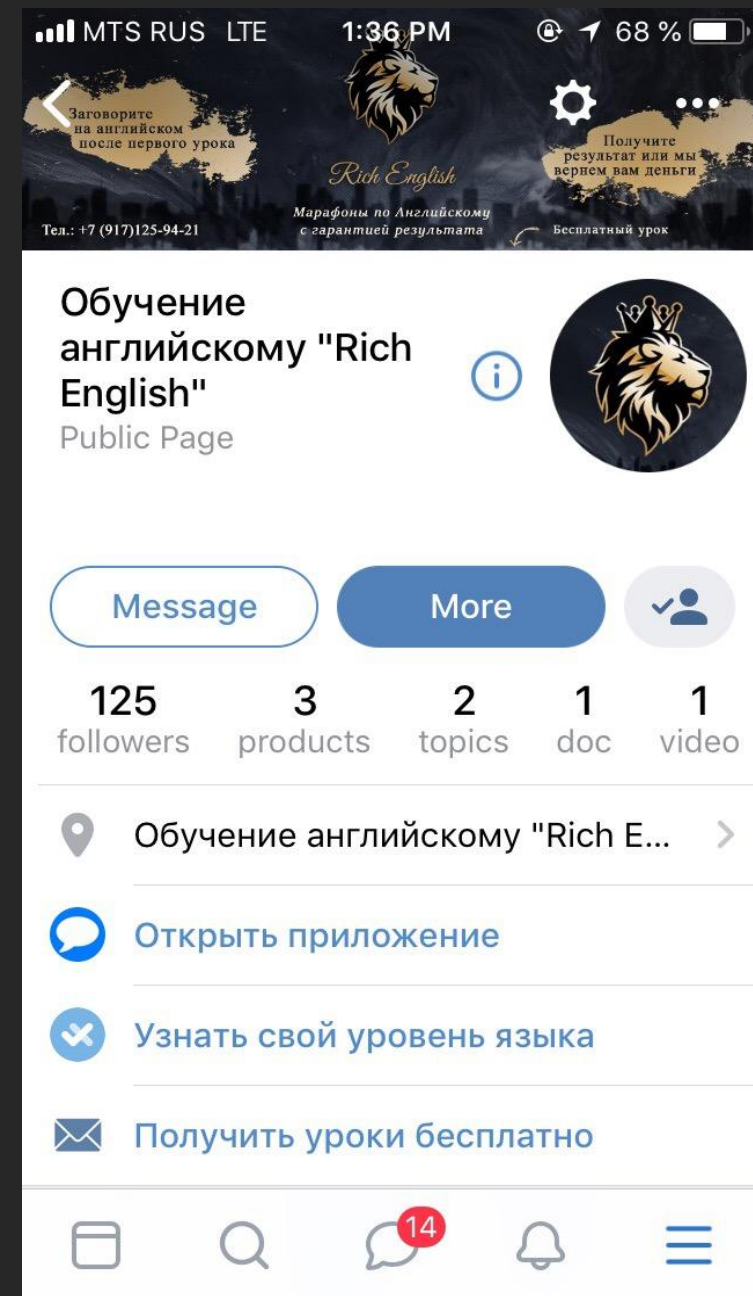 MTS RUS LTE 1:36 PM 68 %
Заговорите
на английском
после первого урока
Получите
результат или мы
вернем вам деньги
Rich English
Марафоны по Английскому
с гарантией результата
Тел.: +7 (917)125-94-21
Бесплатный урок
Обучение
английскому "Rich
English"
Public Page
Message More
125 3 2 1 1
followers products topics doc video
Обучение английскому "Rich E...
Открыть приложение
Узнать свой уровень языка
Получить уроки бесплатно
14